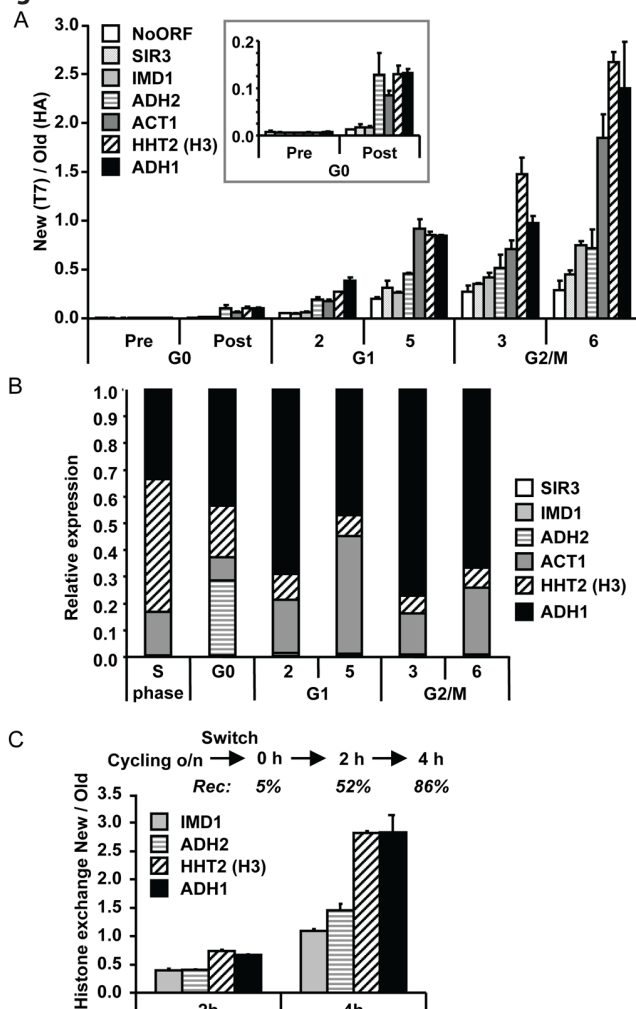 A
3.0
2.5
2.0
1.5
1.0
0.5
0.0
New (T7) / Old (HA)
NoORF
SIR3
IMD1
ADH2
ACT1
HHT2 (H3)
ADH1
0.2
0.1
0.0
Pre Post
G0
Pre Post 2 5 3 6
G0 G1 G2/M
B
1.0
0.9
0.8
0.7
0.6
0.5
0.4
0.3
0.2
0.1
0.0
Relative expression
SIR3
IMD1
ADH2
ACT1
HHT2 (H3)
ADH1
S G0 2 5 3 6
phase G1 G2/M
C
Switch
Cycling o/n → 0 h → 2 h → 4 h
Rec: 5% 52% 86%
3.5
3.0
2.5
2.0
1.5
1.0
0.5
0.0
Histone exchange New / Old
IMD1
ADH2
HHT2 (H3)
ADH1